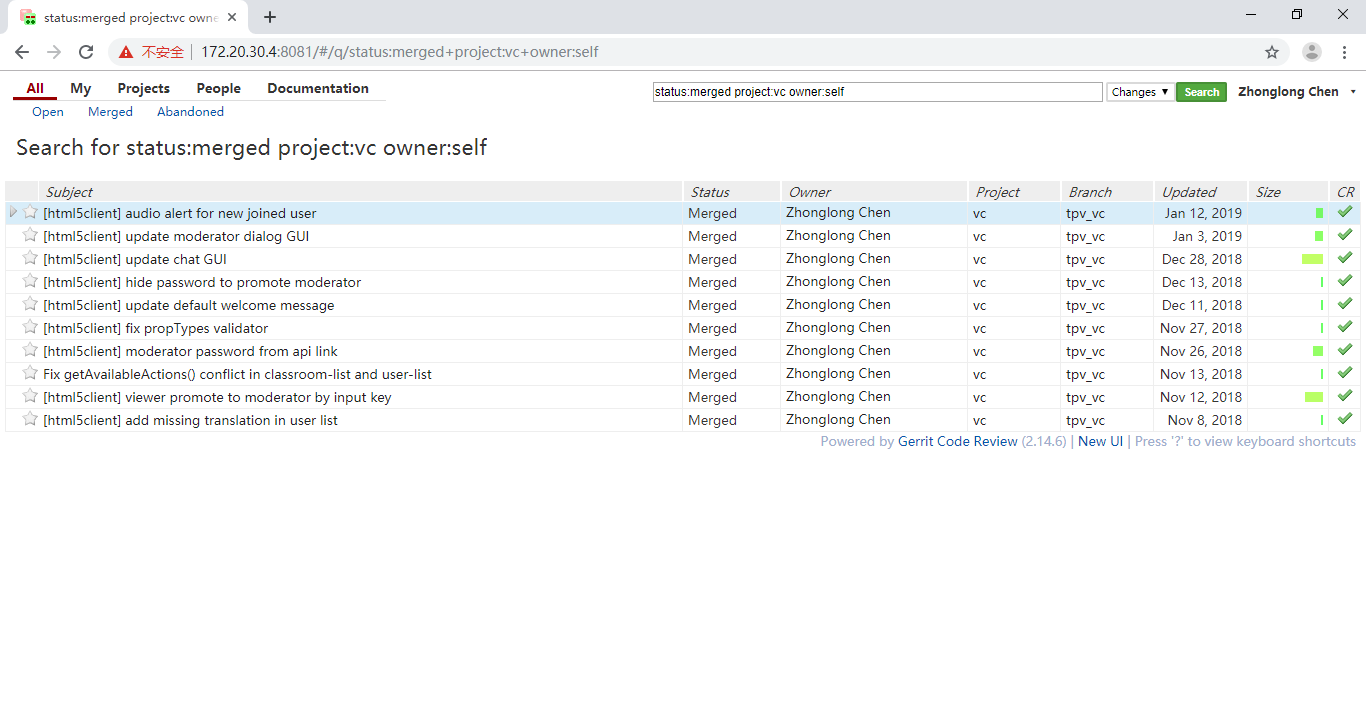 status:merged project:vc owne
不安全 172.20.30.4:8081/#/q/status:merged+project:vc+owner:self
All My Projects People Documentation
status:merged project:vc owner:self Changes ▼ Search Zhonglong Chen ▼
Open Merged Abandoned
Search for status:merged project:vc owner:self
Subject Status Owner Project Branch Updated Size CR
[html5client] audio alert for new joined user Merged Zhonglong Chen vc tpv_vc Jan 12, 2019
[html5client] update moderator dialog GUI Merged Zhonglong Chen vc tpv_vc Jan 3, 2019
[html5client] update chat GUI Merged Zhonglong Chen vc tpv_vc Dec 28, 2018
[html5client] hide password to promote moderator Merged Zhonglong Chen vc tpv_vc Dec 13, 2018
[html5client] update default welcome message Merged Zhonglong Chen vc tpv_vc Dec 11, 2018
[html5client] fix propTypes validator Merged Zhonglong Chen vc tpv_vc Nov 27, 2018
[html5client] moderator password from api link Merged Zhonglong Chen vc tpv_vc Nov 26, 2018
Fix getAvailableActions() conflict in classroom-list and user-list Merged Zhonglong Chen vc tpv_vc Nov 13, 2018
[html5client] viewer promote to moderator by input key Merged Zhonglong Chen vc tpv_vc Nov 12, 2018
[html5client] add missing translation in user list Merged Zhonglong Chen vc tpv_vc Nov 8, 2018
Powered by Gerrit Code Review (2.14.6) | New UI | Press '?' to view keyboard shortcuts